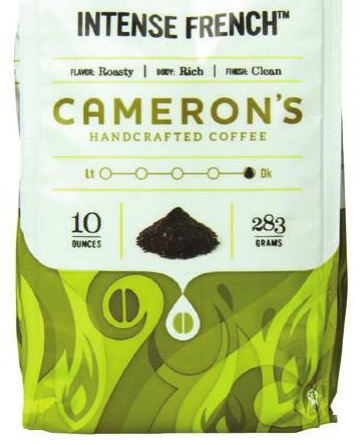 INTENSE FRENCH™
FLAVOR: Roasty | BODY: Rich | FINISH: Clean
CAMERON'S
HANDCRAFTED COFFEE
Lt Dk
10 283
OUNCES GRAMS